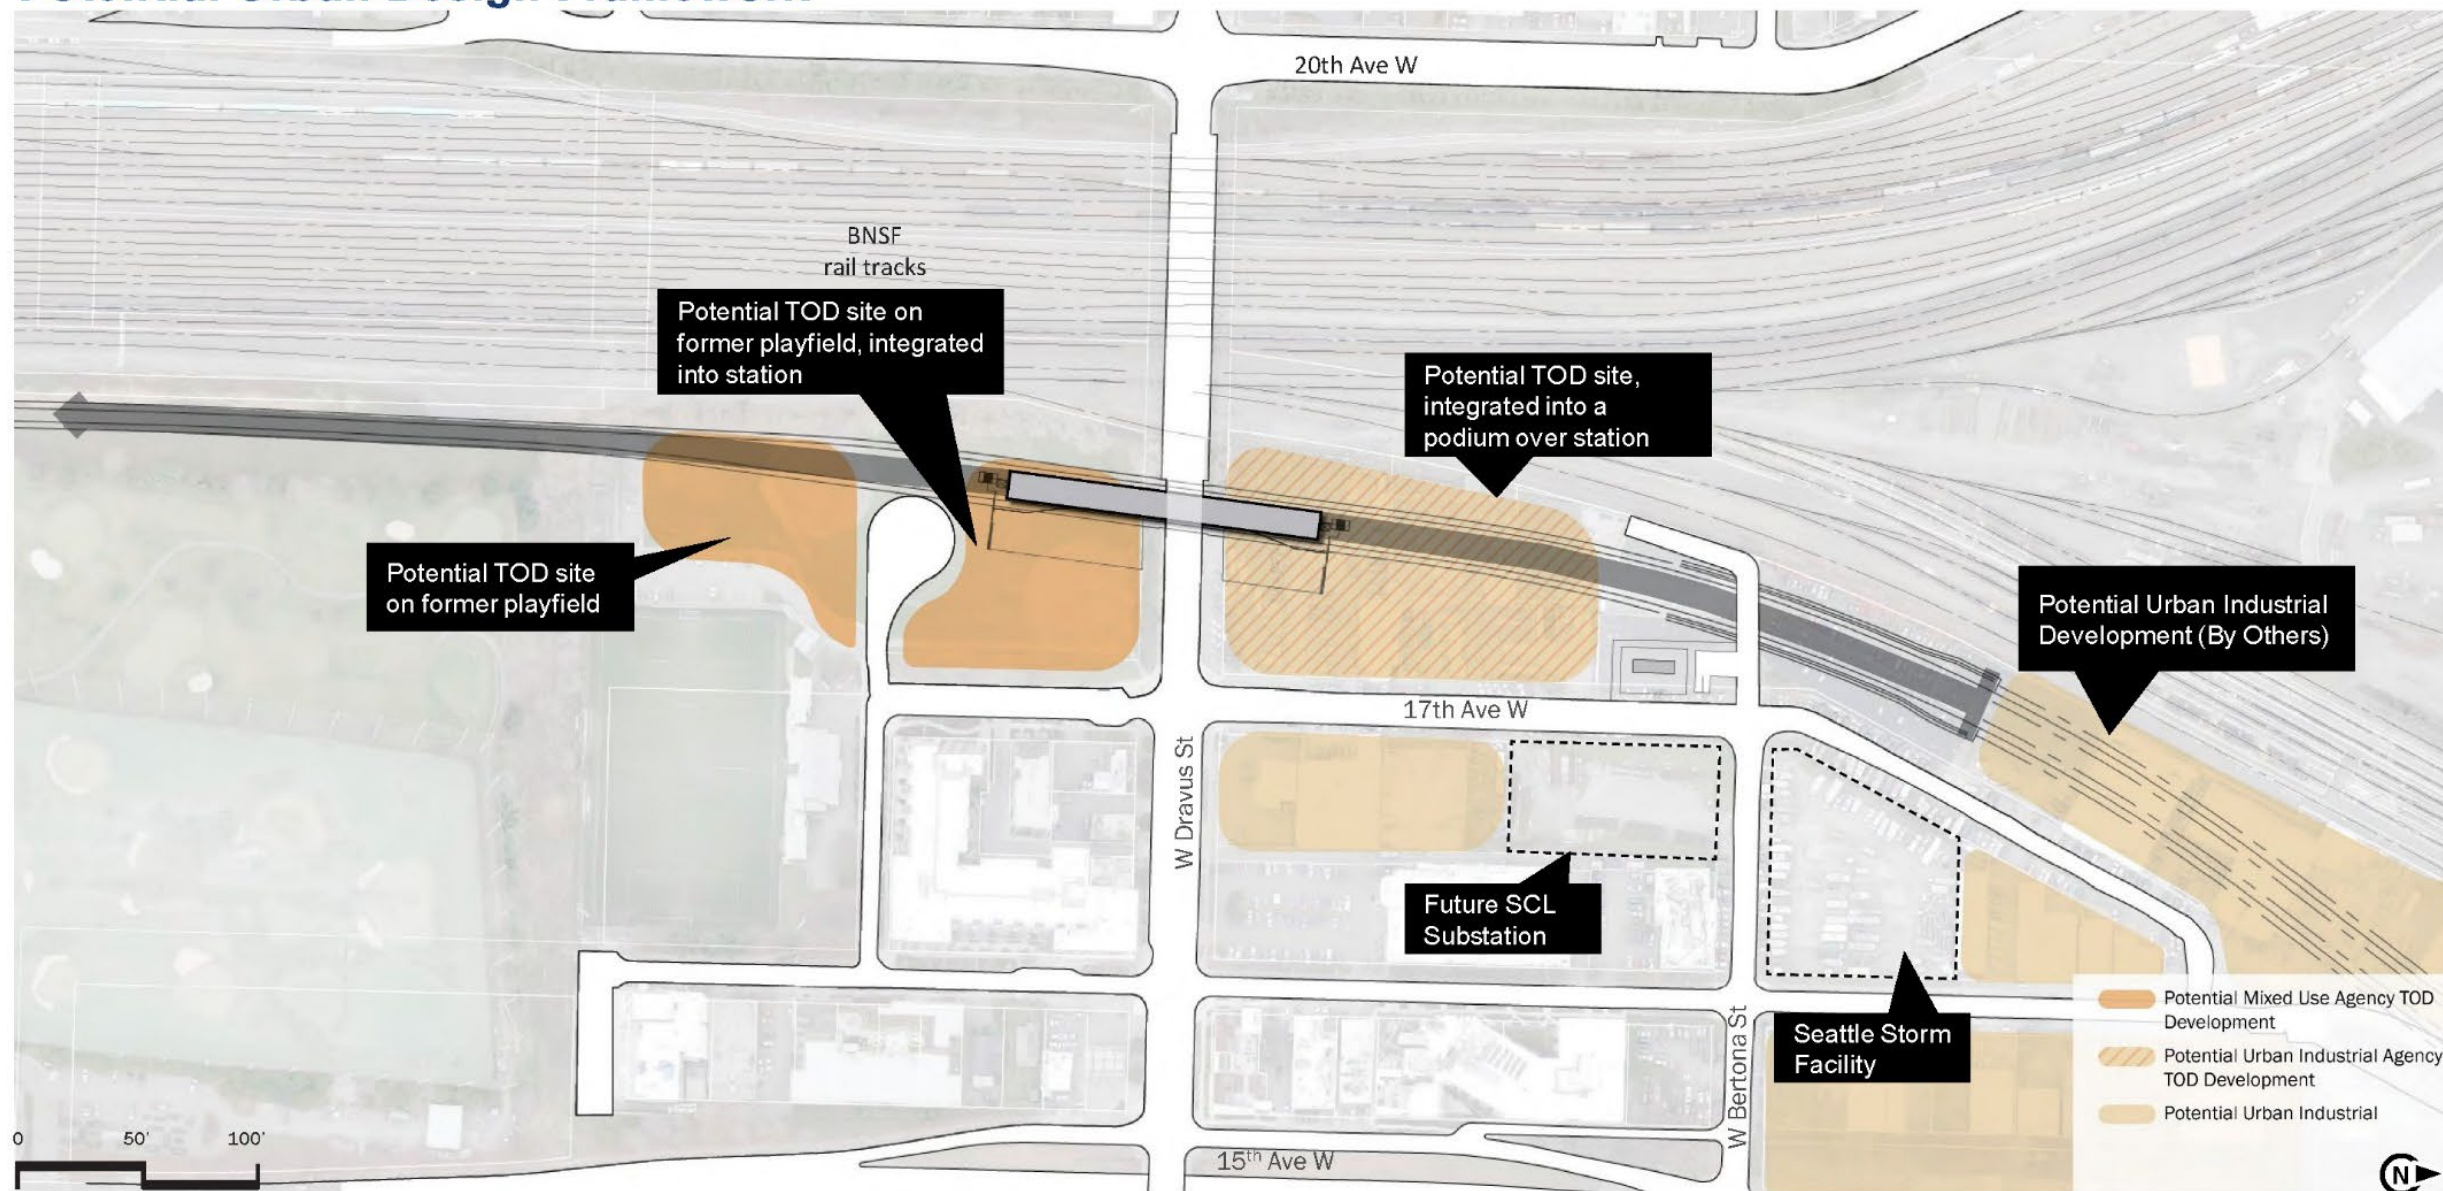 20th Ave W
BNSF
rail tracks
Potential TOD site on
former playfield, integrated
into station
Potential TOD site,
integrated into a
podium over station
Potential TOD site
on former playfield
Potential Urban Industrial
Development (By Others)
17th Ave W
W Dravus St
Future SCL
Substation
Seattle Storm
Facility
W Bertona St
15th Ave W
Potential Mixed Use Agency TOD
Development
Potential Urban Industrial Agency
TOD Development
Potential Urban Industrial
0 50' 100'
N